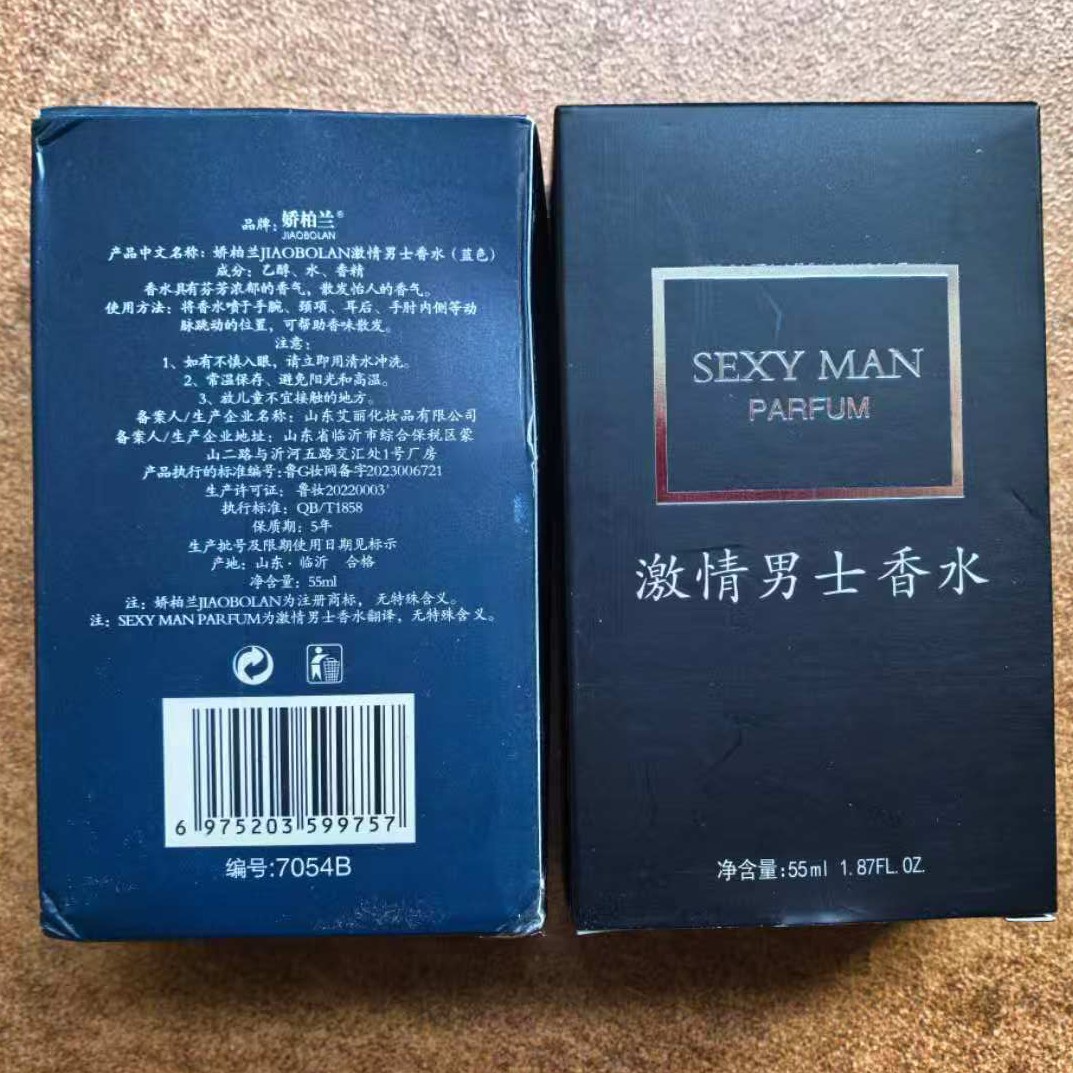 品牌：娇柏兰®
JIAOBOLAN
产品中文名称：娇柏兰JIAOBOLAN激情男士香水（蓝色）
成分：乙醇、水、香精
香水具有芬芳浓郁的香气，散发怡人的香气。
使用方法：将香水喷于手腕、颈项、耳后、手肘内侧等动
脉跳动的位置，可帮助香味散发。
注意：
1、如有不慎入眼，请立即用清水冲洗。
2、常温保存、避免阳光和高温。
3、放儿童不宜接触的地方。
备案人/生产企业名称：山东艾丽化妆品有限公司
备案人/生产企业地址：山东省临沂市综合保税区蒙
山二路与沂河五路交汇处1号厂房
产品执行的标准编号:鲁G妆网备字2023006721
生产许可证：鲁妆20220003
执行标准：QB/T1858
保质期：5年
生产批号及限期使用日期见标示
产地：山东·临沂 合格
净含量：55ml
注：娇柏兰JIAOBOLAN为注册商标，无特殊含义。
注：SEXY MAN PARFUM为激情男士香水翻译，无特殊含义。
6 975203 599757
编号:7054B
SEXY MAN
PARFUM
激情男士香水
净含量:55ml 1.87FL.OZ.